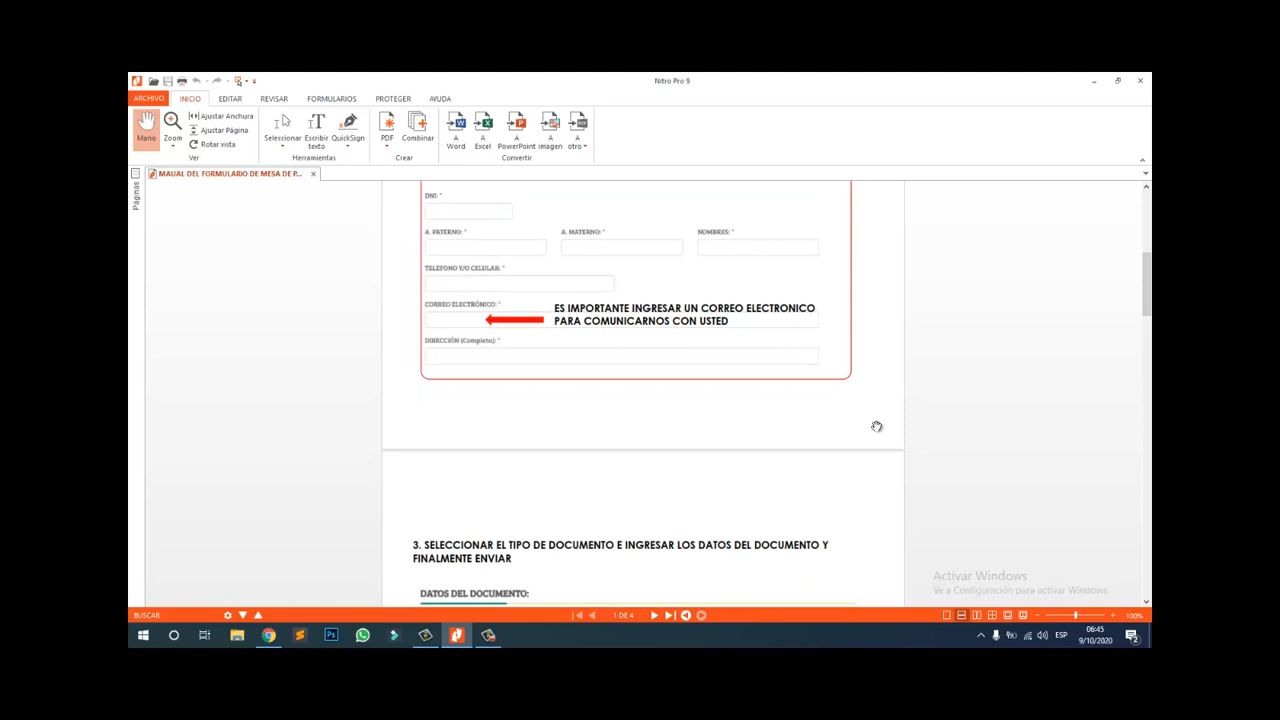 Nitro Pro 9
ARCHIVO INICIO EDITAR REVISAR FORMULARIOS PROTEGER AYUDA
Mano
Zoom
Ajustar Anchura
Ajustar Página
Rotar vista
Ver
Seleccionar
Escribir texto
QuickSign
Herramientas
PDF
Combinar
Crear
A Word
A Excel
A PowerPoint
A imagen
A otro
Convertir
MAUAL DEL FORMULARIO DE MESA DE P...
Páginas
DNI: *
A. PATERNO: * A. MATERNO: * NOMBRES: *
TELEFONO Y/O CELULAR: *
CORREO ELECTRÓNICO: *
ES IMPORTANTE INGRESAR UN CORREO ELECTRONICO
PARA COMUNICARNOS CON USTED
DIRECCIÓN (Completo): *
3. SELECCIONAR EL TIPO DE DOCUMENTO E INGRESAR LOS DATOS DEL DOCUMENTO Y
FINALMENTE ENVIAR
DATOS DEL DOCUMENTO:
Activar Windows
Ve a Configuración para activar Windows.
BUSCAR
1 DE 4
100%
ESP
06:45
9/10/2020
2